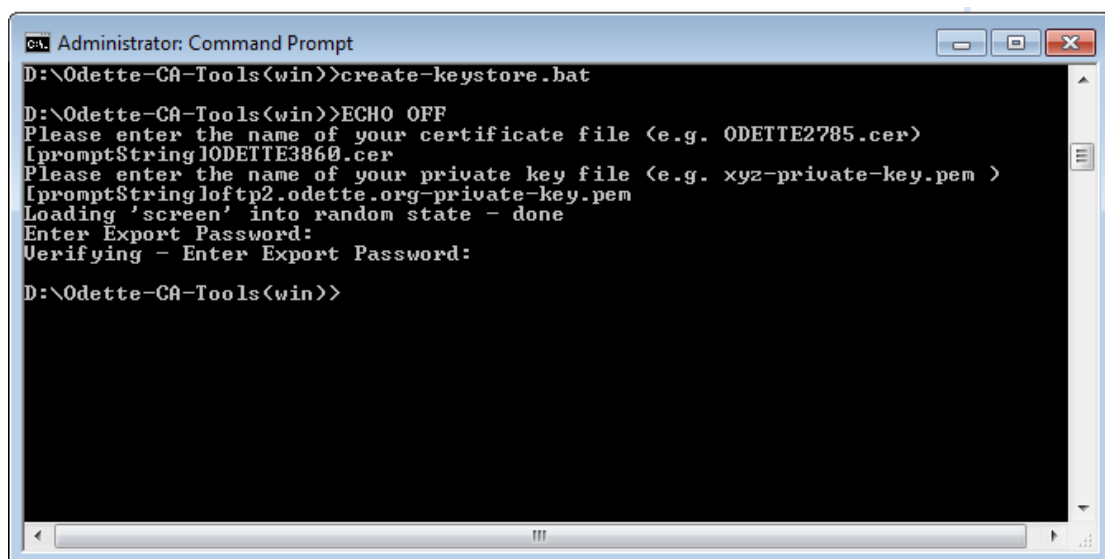 Administrator: Command Prompt
D:\Odette-CA-Tools(win)>create-keystore.bat
D:\Odette-CA-Tools(win)>ECHO OFF
Please enter the name of your certificate file (e.g. ODETTE2785.cer)
[promptString]ODETTE3860.cer
Please enter the name of your private key file (e.g. xyz-private-key.pem )
[promptString]oftp2.odette.org-private-key.pem
Loading 'screen' into random state - done
Enter Export Password:
Verifying - Enter Export Password:
D:\Odette-CA-Tools(win)>